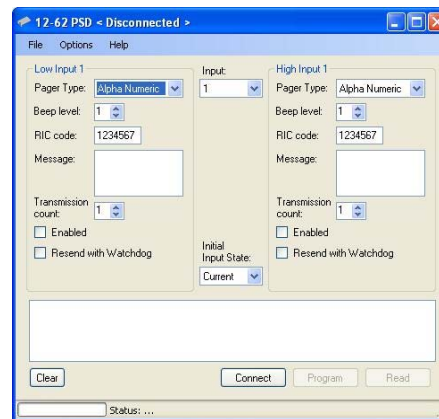 12-62 PSD < Disconnected >
File Options Help
Low Input 1
Pager Type: Alpha Numeric
Beep level: 1
RIC code: 1234567
Message:
Transmission
count: 1
Enabled
Resend with Watchdog
Input:
1
Initial
Input State:
Current
High Input 1
Pager Type: Alpha Numeric
Beep level: 1
RIC code: 1234567
Message:
Transmission
count: 1
Enabled
Resend with Watchdog
Clear Connect Program Read
Status: ...